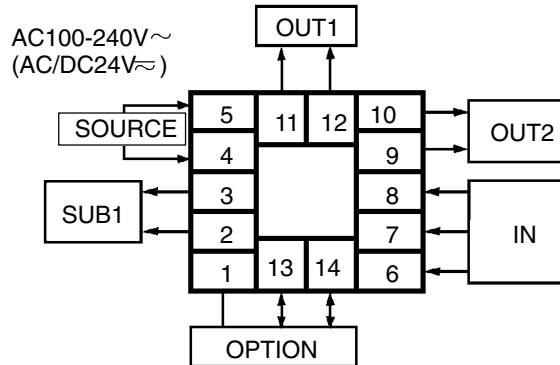 OUT1
AC100-240V～
(AC/DC24V⎓)
5 11 12 10
SOURCE
OUT2
4 9
3 8
SUB1
2 7
IN
1 13 14 6
OPTION